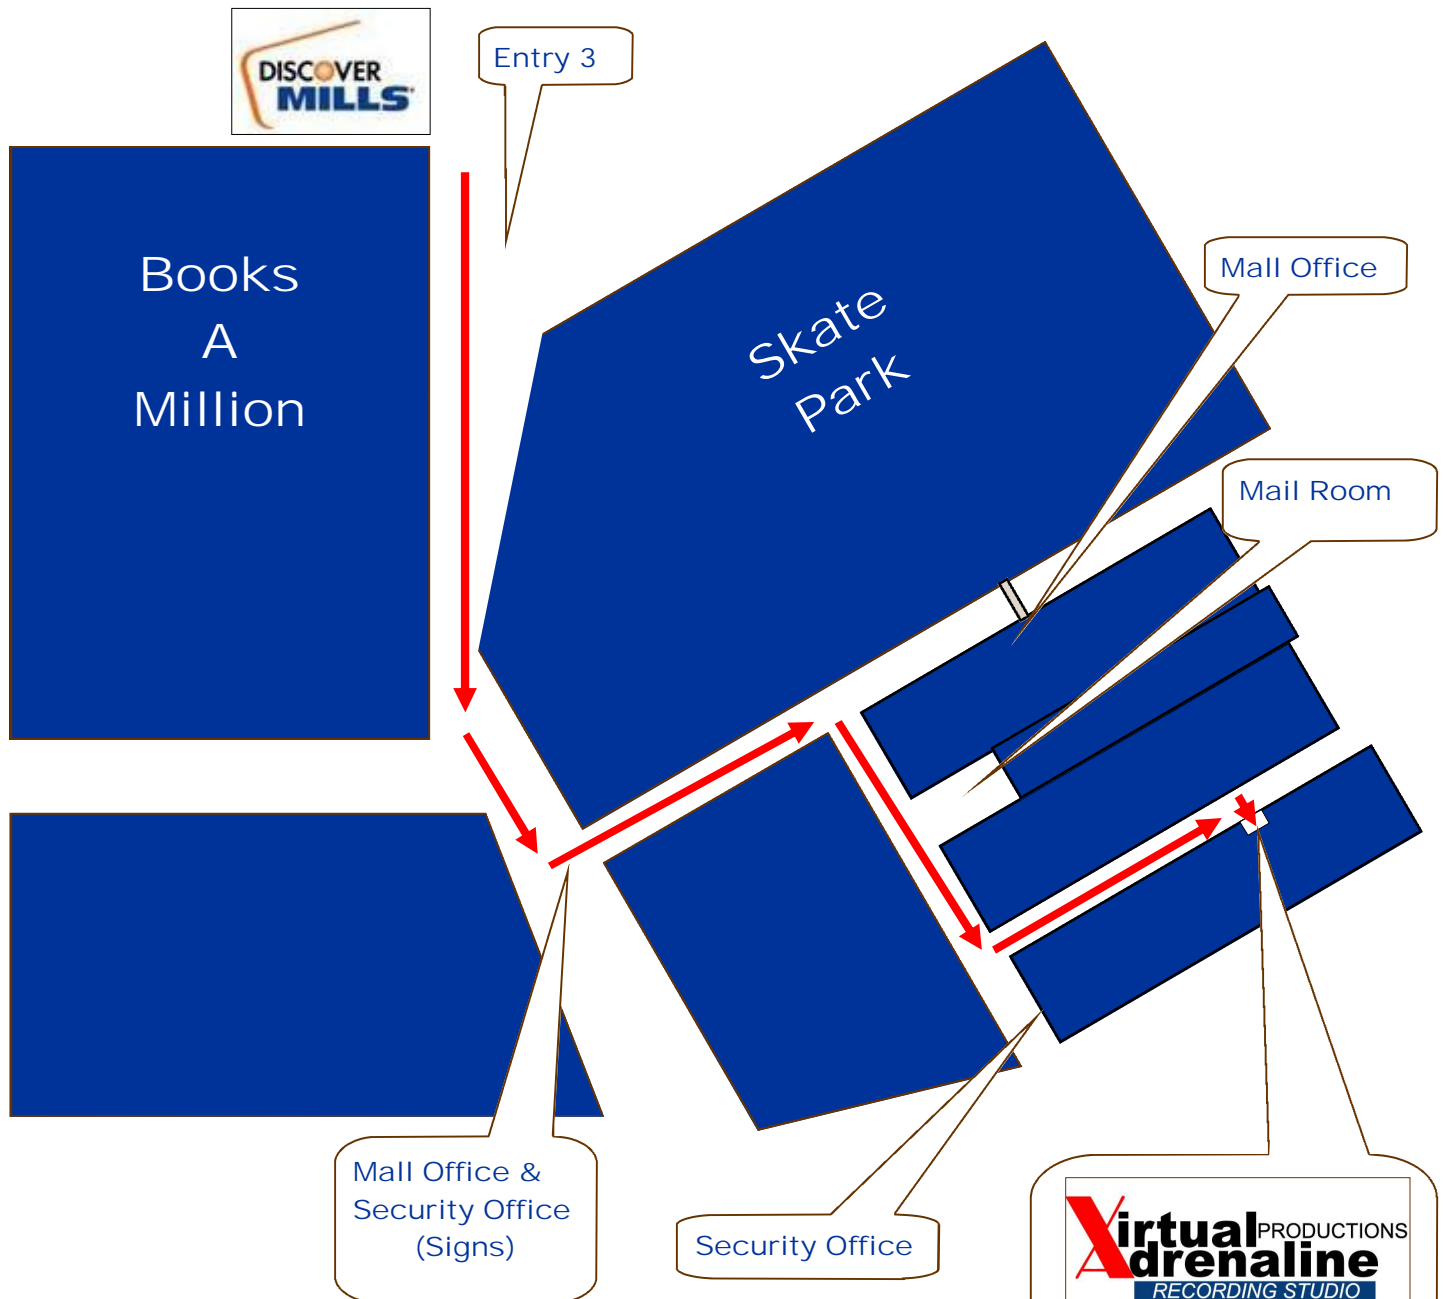 DISCOVER
MILLS
Entry 3
Books
A
Million
Skate
Park
Mall Office
Mail Room
Mall Office &
Security Office
(Signs)
Security Office
Virtual PRODUCTIONS
Adrenaline
RECORDING STUDIO